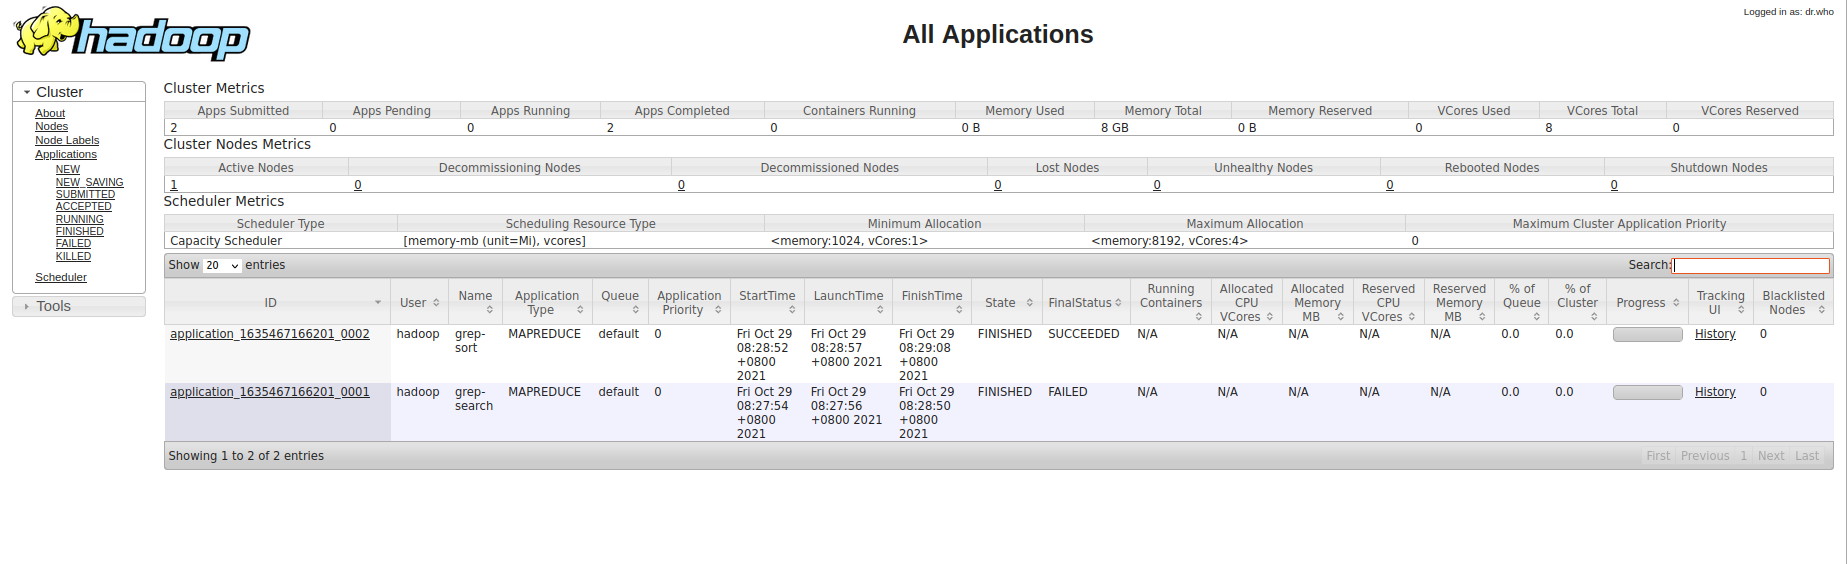 hadoop
All Applications
Logged in as: dr.who
Cluster
About
Nodes
Node Labels
Applications
NEW
NEW_SAVING
SUBMITTED
ACCEPTED
RUNNING
FINISHED
FAILED
KILLED
Scheduler
Tools
Cluster Metrics
Apps Submitted Apps Pending Apps Running Apps Completed Containers Running Memory Used Memory Total Memory Reserved VCores Used VCores Total VCores Reserved
2 0 0 2 0 0 B 8 GB 0 B 0 8 0
Cluster Nodes Metrics
Active Nodes Decommissioning Nodes Decommissioned Nodes Lost Nodes Unhealthy Nodes Rebooted Nodes Shutdown Nodes
1 0 0 0 0 0 0
Scheduler Metrics
Scheduler Type Scheduling Resource Type Minimum Allocation Maximum Allocation Maximum Cluster Application Priority
Capacity Scheduler [memory-mb (unit=Mi), vcores] <memory:1024, vCores:1> <memory:8192, vCores:4> 0
Show 20 entries Search:
ID
User
Name
Application
Type
Queue
Application
Priority
StartTime
LaunchTime
FinishTime
State
FinalStatus
Running
Containers
Allocated
CPU
VCores
Allocated
Memory
MB
Reserved
CPU
VCores
Reserved
Memory
MB
% of
Queue
% of
Cluster
Progress
Tracking
UI
Blacklisted
Nodes
application_1635467166201_0002 hadoop grep- MAPREDUCE default 0 Fri Oct 29 Fri Oct 29 Fri Oct 29 FINISHED SUCCEEDED N/A N/A N/A N/A N/A 0.0 0.0 History 0
sort 08:28:52 08:28:57 08:29:08
+0800 +0800 2021 +0800
2021 2021
application_1635467166201_0001 hadoop grep- MAPREDUCE default 0 Fri Oct 29 Fri Oct 29 Fri Oct 29 FINISHED FAILED N/A N/A N/A N/A N/A 0.0 0.0 History 0
search 08:27:54 08:27:56 08:28:50
+0800 +0800 2021 +0800
2021 2021
Showing 1 to 2 of 2 entries First Previous 1 Next Last